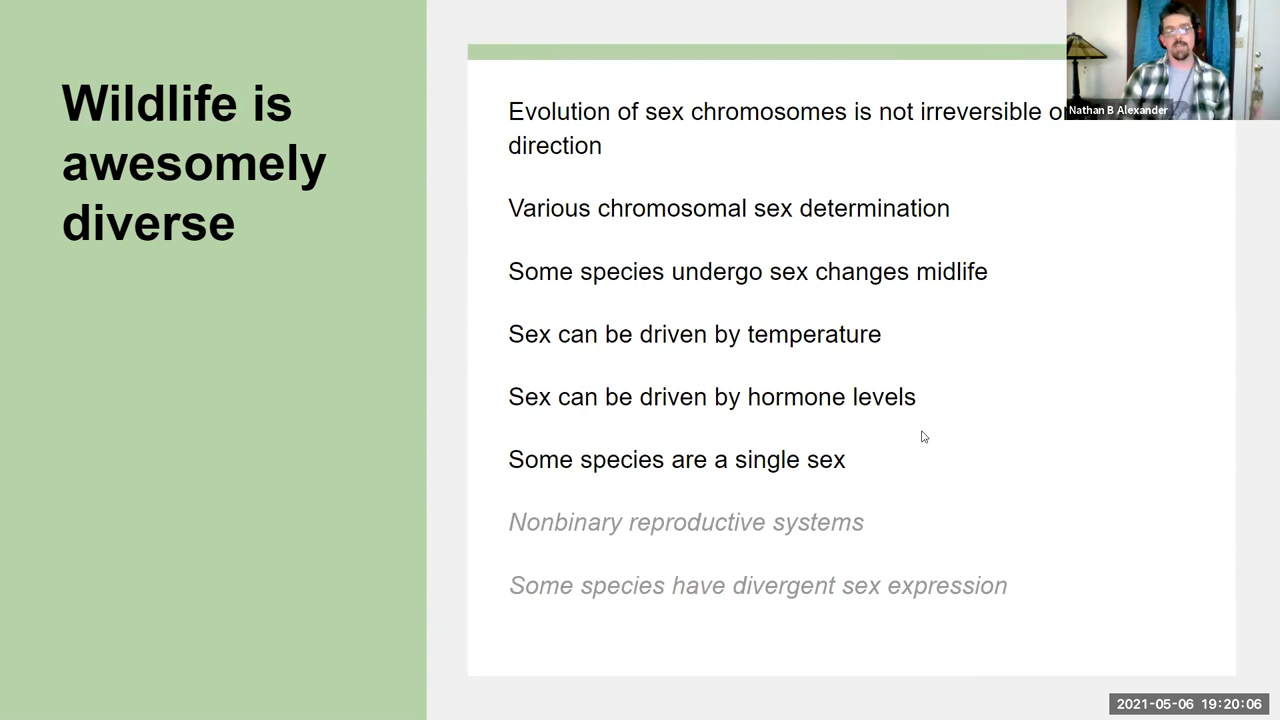 Wildlife is
awesomely
diverse
Evolution of sex chromosomes is not irreversible
direction
Various chromosomal sex determination
Some species undergo sex changes midlife
Sex can be driven by temperature
Sex can be driven by hormone levels
Some species are a single sex
Nonbinary reproductive systems
Some species have divergent sex expression
Nathan B Alexander
2021-05-06 19:20:06